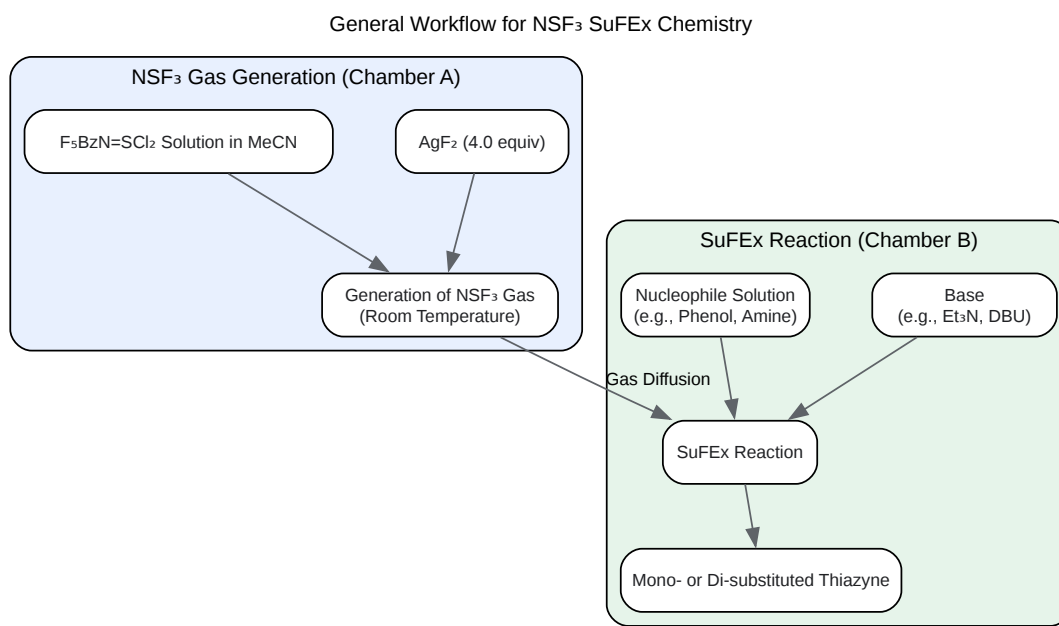 General Workflow for NSF₃ SuFEx Chemistry
NSF₃ Gas Generation (Chamber A)
F₅BzN=SCl₂ Solution in MeCN
AgF₂ (4.0 equiv)
Generation of NSF₃ Gas
(Room Temperature)
SuFEx Reaction (Chamber B)
Nucleophile Solution
(e.g., Phenol, Amine)
Base
(e.g., Et₃N, DBU)
Gas Diffusion
SuFEx Reaction
Mono- or Di-substituted Thiazyne